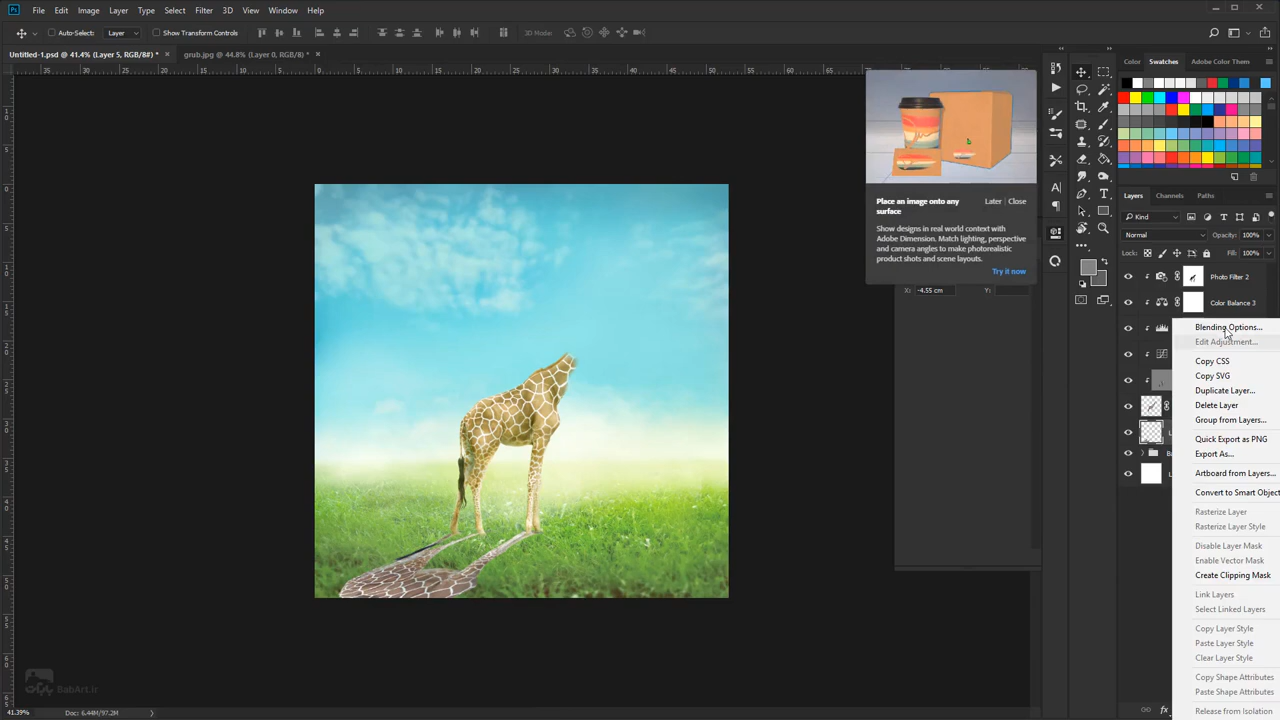 File Edit Image Layer Type Select Filter 3D View Window Help
Auto-Select: Layer Show Transform Controls 3D Mode:
Untitled-1.psd @ 41.4% (Layer 5, RGB/8#) * × grub.jpg @ 44.8% (Layer 0, RGB/8) * ×
Color Swatches Adobe Color Themes
Place an image onto any
surface
Later Close
Show designs in real world context with
Adobe Dimension. Match lighting, perspective
and camera angles to make photorealistic
product shots and scene layouts.
Try it now
X: -4.55 cm Y:
Layers Channels Paths
Kind
Normal Opacity: 100%
Lock: Fill: 100%
Photo Filter 2
Color Balance 3
Blending Options...
Edit Adjustment...
Copy CSS
Copy SVG
Duplicate Layer...
Delete Layer
Group from Layers...
Quick Export as PNG
Export As...
Artboard from Layers...
Convert to Smart Object
Rasterize Layer
Rasterize Layer Style
Disable Layer Mask
Enable Vector Mask
Create Clipping Mask
Link Layers
Select Linked Layers
Copy Layer Style
Paste Layer Style
Clear Layer Style
Copy Shape Attributes
Paste Shape Attributes
Release from Isolation
BabArt.ir
41.39% Doc: 6.44M/97.2M